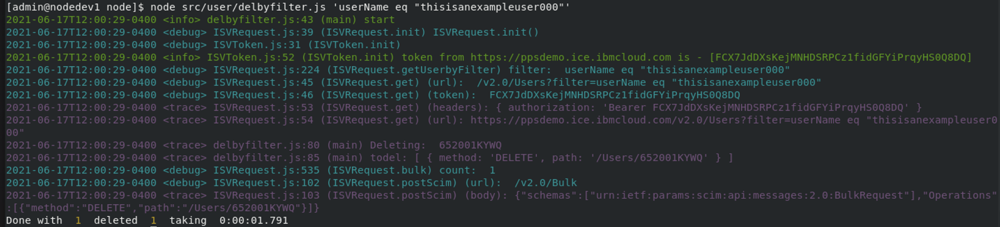 [admin@nodedev1 node]$ node src/user/delbyfilter.js 'userName eq "thisisanexampleuser000"'
2021-06-17T12:00:29-0400 <info> delbyfilter.js:43 (main) start
2021-06-17T12:00:29-0400 <debug> ISVRequest.js:39 (ISVRequest.init) ISVRequest.init()
2021-06-17T12:00:29-0400 <debug> ISVToken.js:31 (ISVToken.init)
2021-06-17T12:00:29-0400 <info> ISVToken.js:52 (ISVToken.init) token from https://ppsdemo.ice.ibmcloud.com is - [FCX7JdDXsKejMNHDSRPCz1fidGFYiPrqyHS0Q8DQ]
2021-06-17T12:00:29-0400 <debug> ISVRequest.js:224 (ISVRequest.getUserbyFilter) filter:  userName eq "thisisanexampleuser000"
2021-06-17T12:00:29-0400 <debug> ISVRequest.js:45 (ISVRequest.get) (url):  /v2.0/Users?filter=userName eq "thisisanexampleuser000"
2021-06-17T12:00:29-0400 <debug> ISVRequest.js:46 (ISVRequest.get) (token):  FCX7JdDXsKejMNHDSRPCz1fidGFYiPrqyHS0Q8DQ
2021-06-17T12:00:29-0400 <trace> ISVRequest.js:53 (ISVRequest.get) (headers): { authorization: 'Bearer FCX7JdDXsKejMNHDSRPCz1fidGFYiPrqyHS0Q8DQ' }
2021-06-17T12:00:29-0400 <trace> ISVRequest.js:54 (ISVRequest.get) (url): https://ppsdemo.ice.ibmcloud.com/v2.0/Users?filter=userName eq "thisisanexampleuser0
00"
2021-06-17T12:00:29-0400 <trace> delbyfilter.js:80 (main) Deleting:  652001KYWQ
2021-06-17T12:00:29-0400 <trace> delbyfilter.js:85 (main) todel: [ { method: 'DELETE', path: '/Users/652001KYWQ' } ]
2021-06-17T12:00:29-0400 <debug> ISVRequest.js:535 (ISVRequest.bulk) count:  1
2021-06-17T12:00:29-0400 <debug> ISVRequest.js:102 (ISVRequest.postScim) (url):  /v2.0/Bulk
2021-06-17T12:00:29-0400 <trace> ISVRequest.js:103 (ISVRequest.postScim) (body): {"schemas":["urn:ietf:params:scim:api:messages:2.0:BulkRequest"],"Operations"
:[{"method":"DELETE","path":"/Users/652001KYWQ"}]}
Done with  1  deleted  1  taking  0:00:01.791